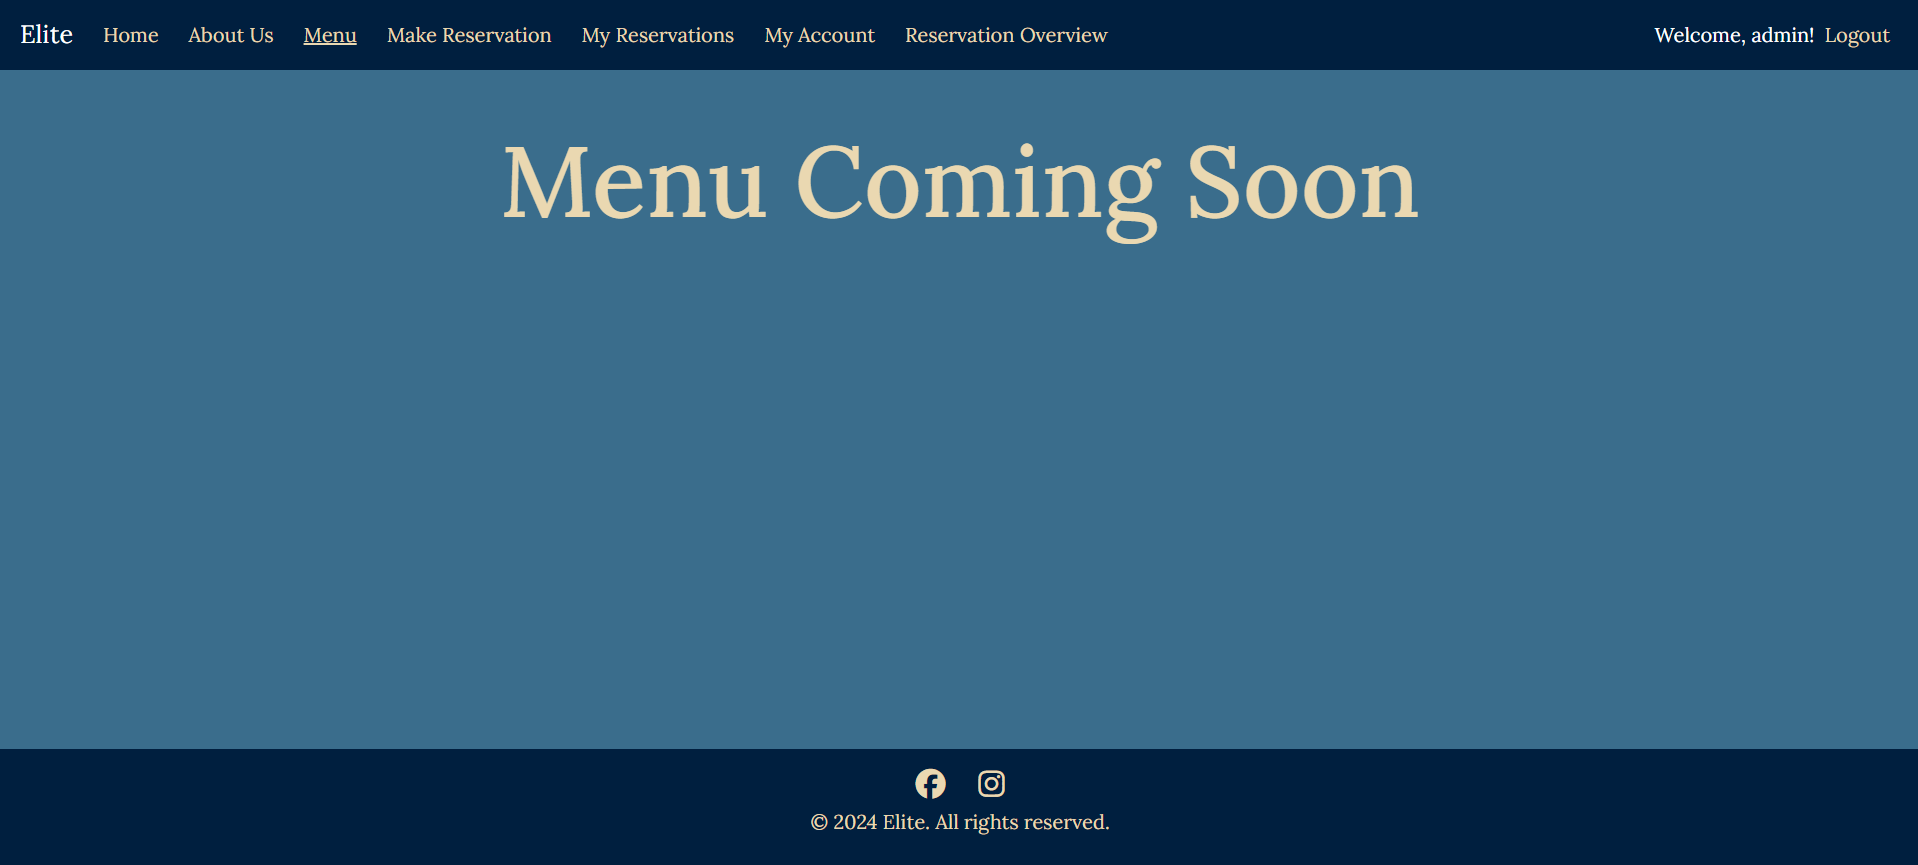 Elite Home About Us Menu Make Reservation My Reservations My Account Reservation Overview Welcome, admin! Logout
Menu Coming Soon
© 2024 Elite. All rights reserved.